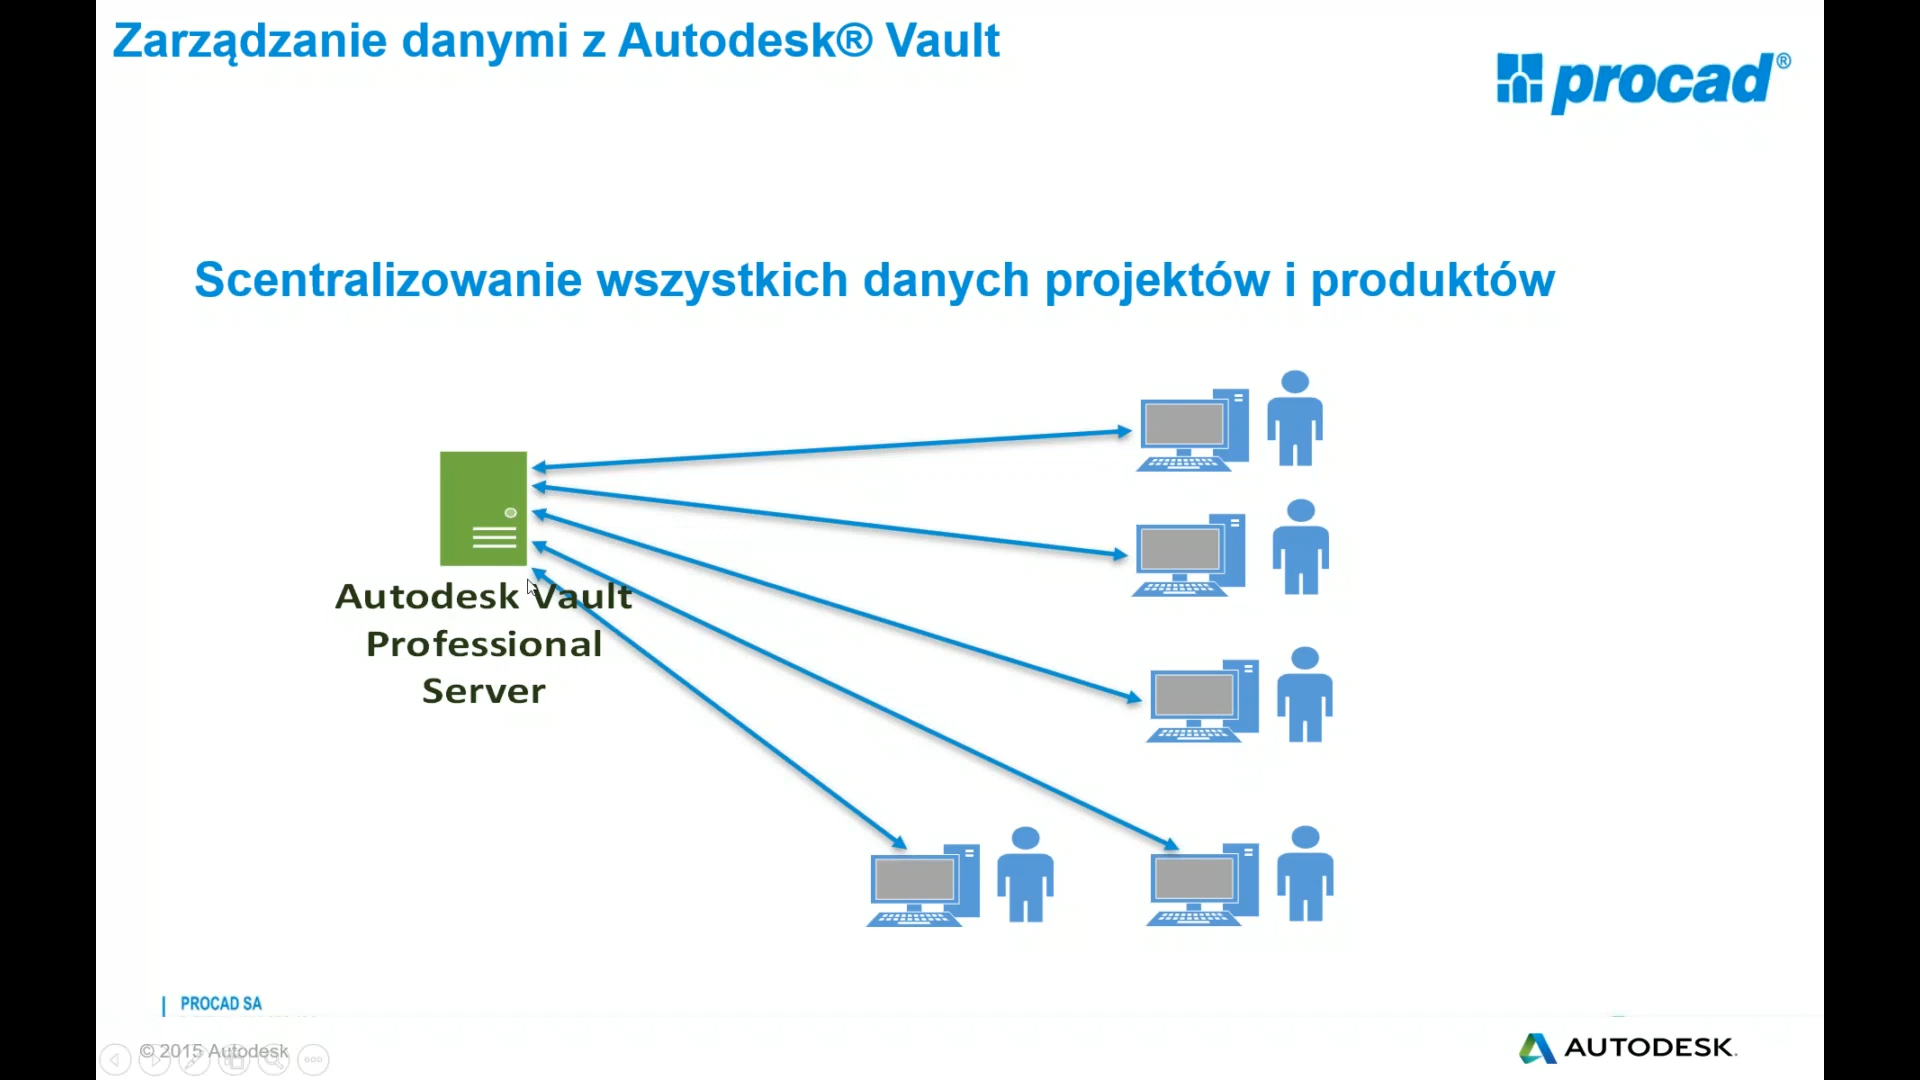 Zarządzanie danymi z Autodesk® Vault
procad®
Scentralizowanie wszystkich danych projektów i produktów
Autodesk Vault
Professional
Server
PROCAD SA
© 2015 Autodesk
AUTODESK.